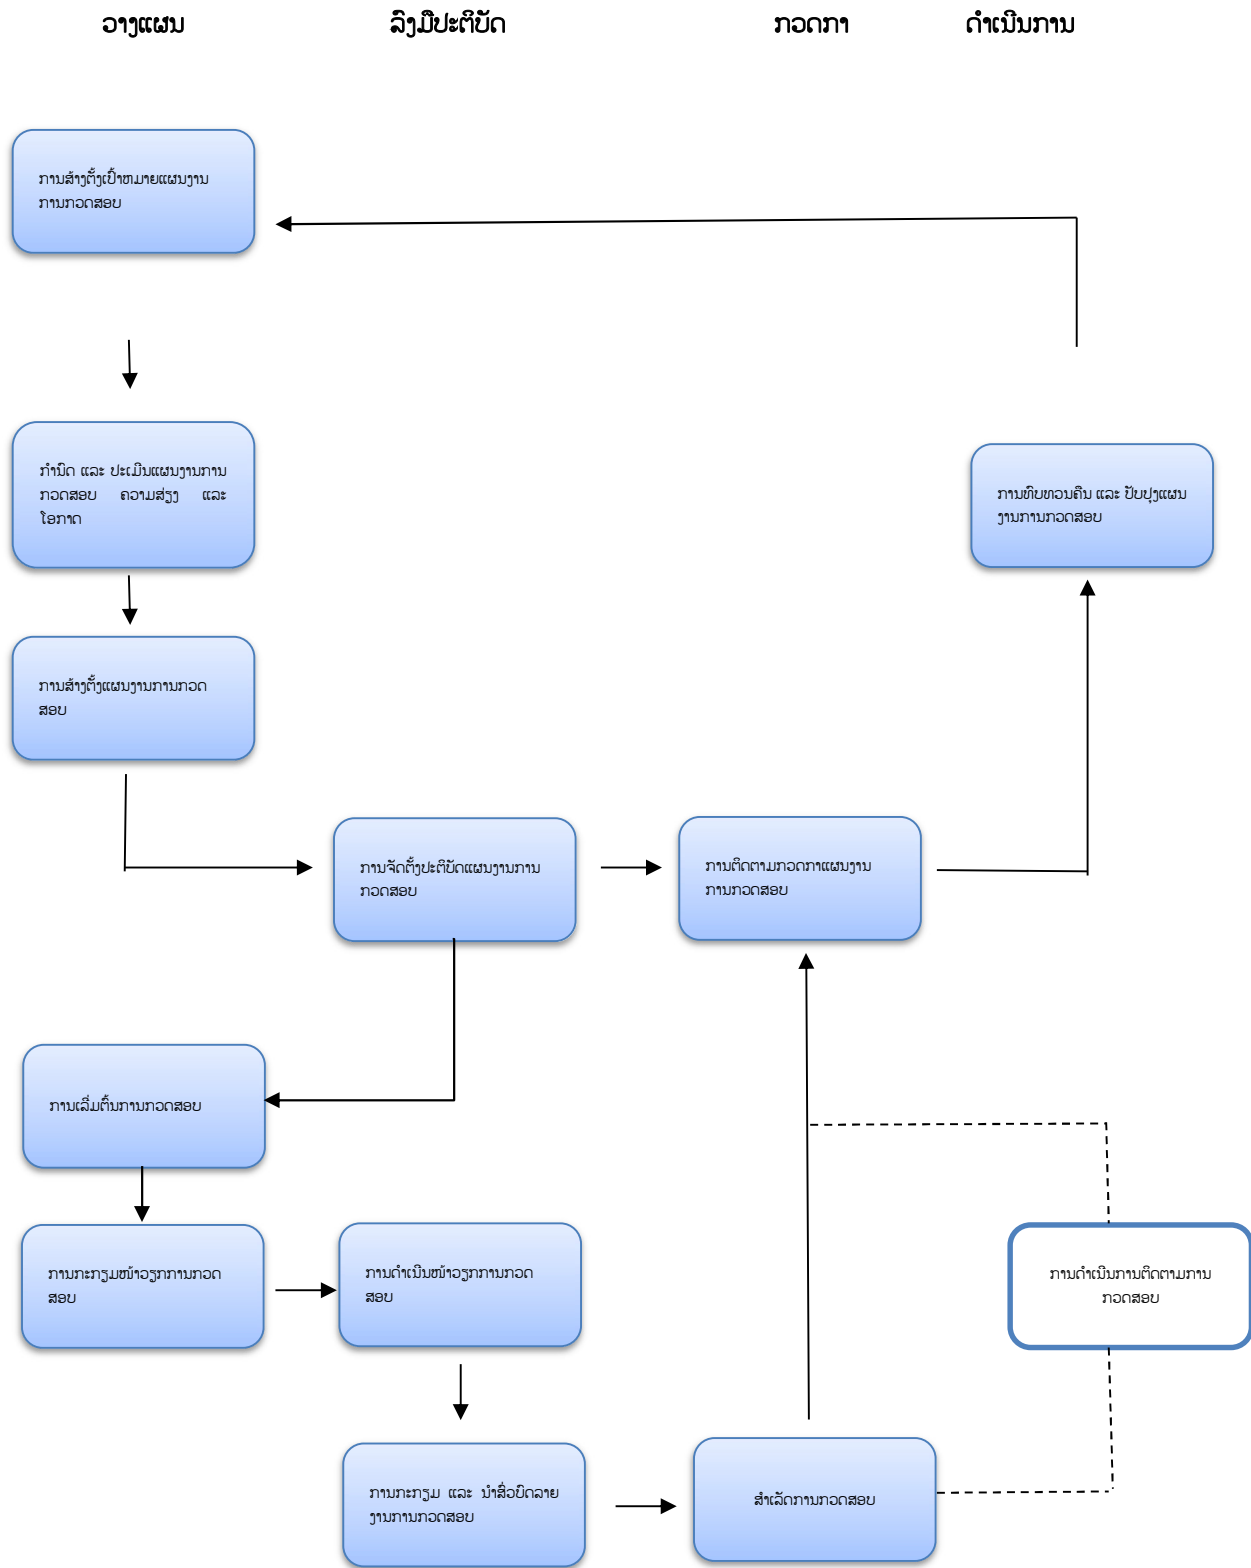 ວາງແຜນ ລົງມືປະຕິບັດ ກວດກາ ດຳເນີນການ
ການສ້າງຕັ້ງເປົ້າຫມາຍແຜນງານ
ການກວດສອບ
ກຳນົດ ແລະ ປະເມີນແຜນງານການ
ກວດສອບ ຄວາມສ່ຽງ ແລະ
ໂອກາດ
ການທົບທວນຄືນ ແລະ ປັບປຸງແຜນ
ງານການກວດສອບ
ການສ້າງຕັ້ງແຜນງານການກວດ
ສອບ
ການຈັດຕັ້ງປະຕິບັດແຜນງານການ
ກວດສອບ
ການຕິດຕາມກວດກາແຜນງານ
ການກວດສອບ
ການເລີ່ມຕົ້ນການກວດສອບ
ການກະກຽມໜ້າວຽກການກວດ
ສອບ
ການດຳເນີນໜ້າວຽກການກວດ
ສອບ
ການດຳເນີນການຕິດຕາມການ
ກວດສອບ
ການກະກຽມ ແລະ ນຳສົ່ວບົດລາຍ
ງານການກວດສອບ
ສຳເລັດການກວດສອບ